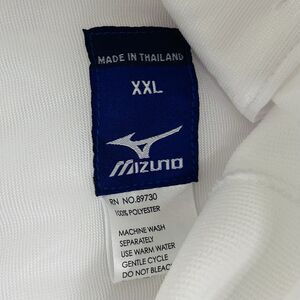 MADE IN THAILAND
XXL
MIZUNO
RN NO.89730
100% POLYESTER
MACHINE WASH
SEPARATELY
USE WARM WATER
GENTLE CYCLE
DO NOT BLEAC